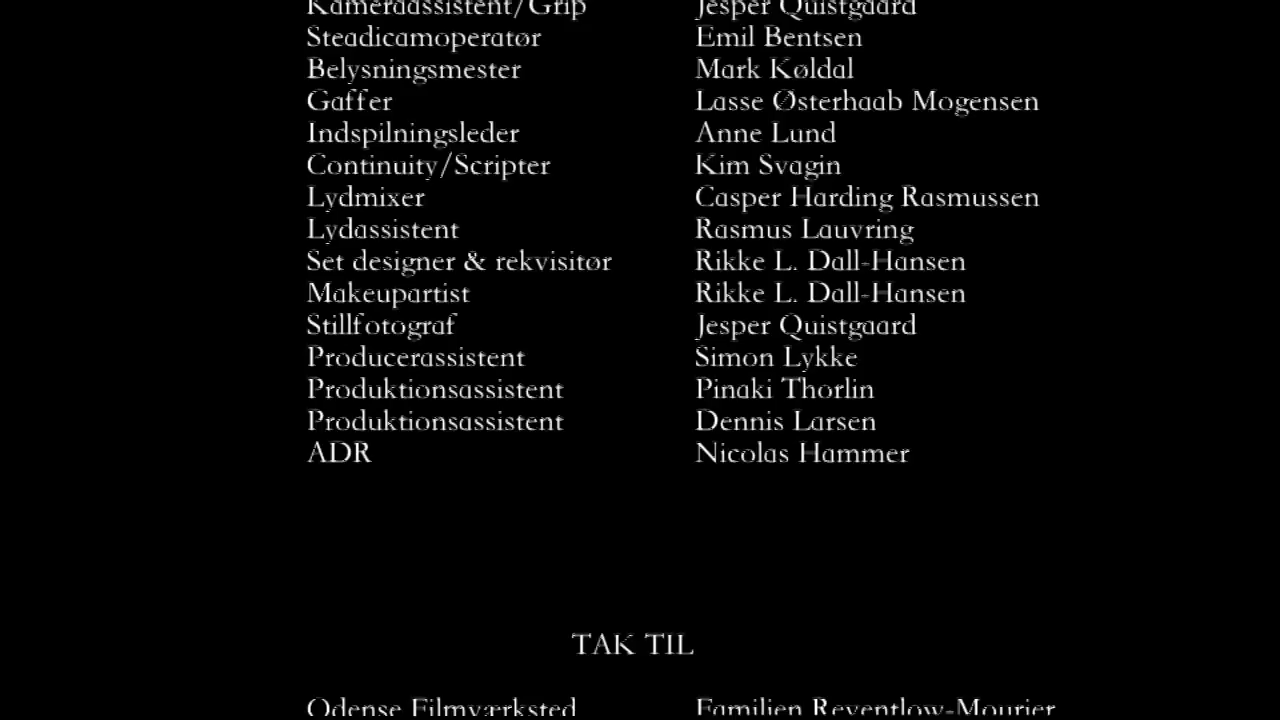 Kameraassistent/Grip Jesper Quistgaard
Steadicamoperatør Emil Bentsen
Belysningsmester Mark Køldal
Gaffer Lasse Østerhaab Mogensen
Indspilningsleder Anne Lund
Continuity/Scripter Kim Svagin
Lydmixer Casper Harding Rasmussen
Lydassistent Rasmus Lauvring
Set designer & rekvisitør Rikke L. Dall-Hansen
Makeupartist Rikke L. Dall-Hansen
Stillfotograf Jesper Quistgaard
Producerassistent Simon Lykke
Produktionsassistent Pinaki Thorlin
Produktionsassistent Dennis Larsen
ADR Nicolas Hammer
TAK TIL
Odense Filmværksted Familien Reventlow-Mourier